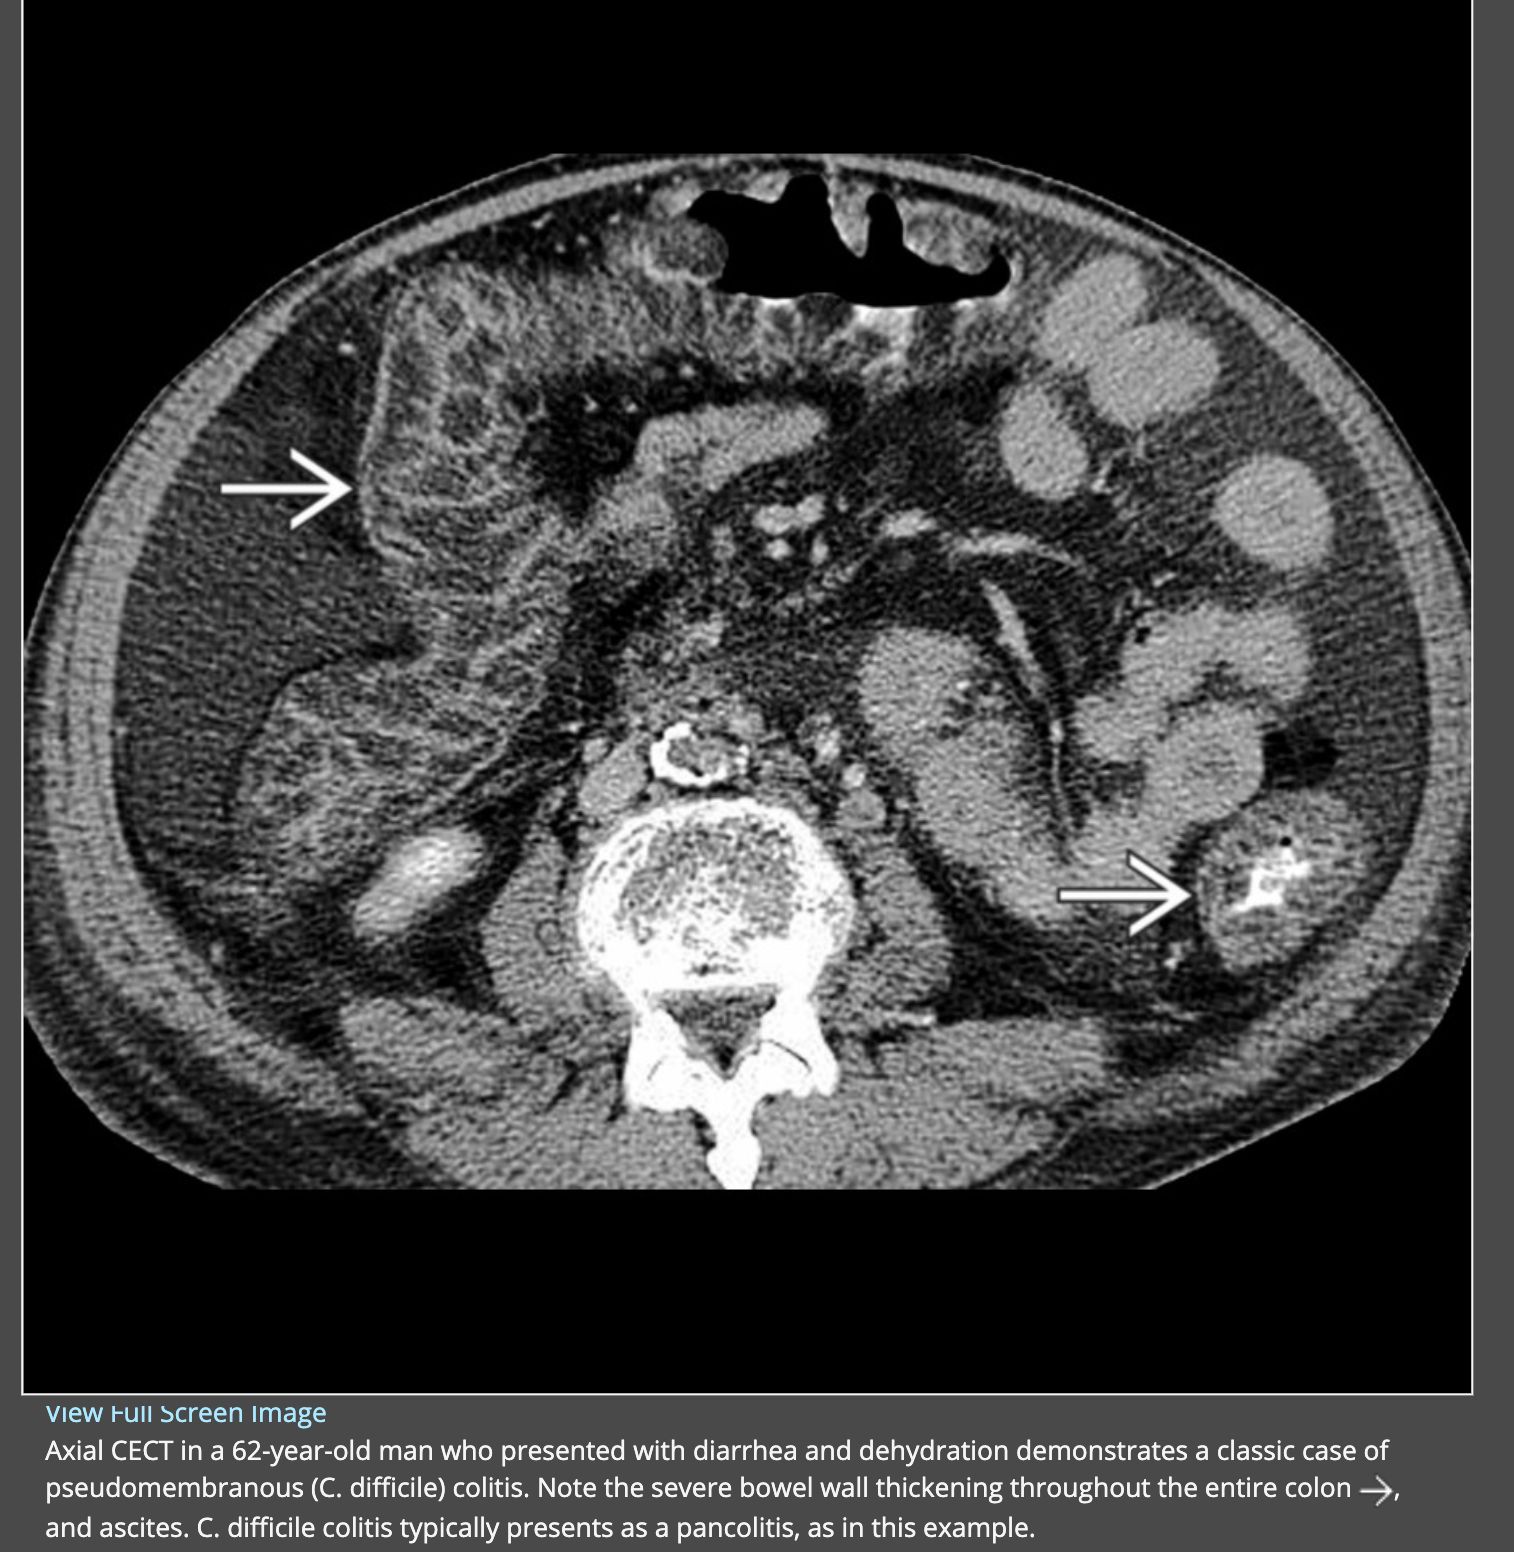 View Full Screen Image
Axial CECT in a 62-year-old man who presented with diarrhea and dehydration demonstrates a classic case of
pseudomembranous (C. difficile) colitis. Note the severe bowel wall thickening throughout the entire colon →,
and ascites. C. difficile colitis typically presents as a pancolitis, as in this example.